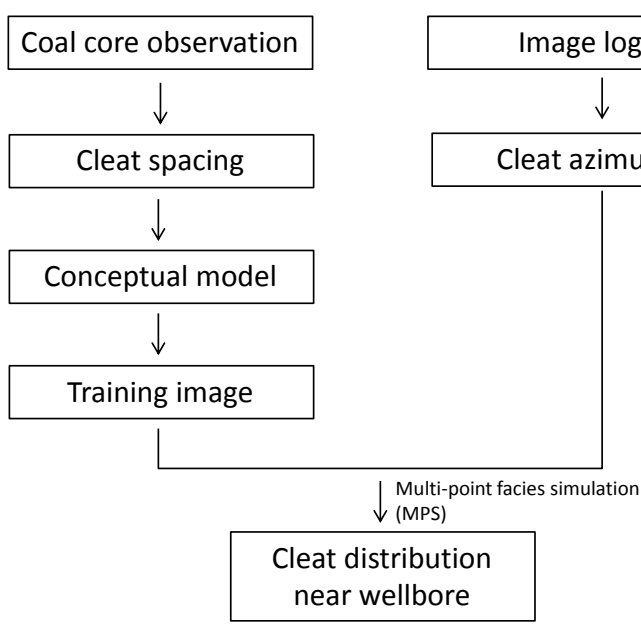 Coal core observation
Image log
Cleat spacing
Cleat azimu
Conceptual model
Training image
Multi-point facies simulation
(MPS)
Cleat distribution
near wellbore